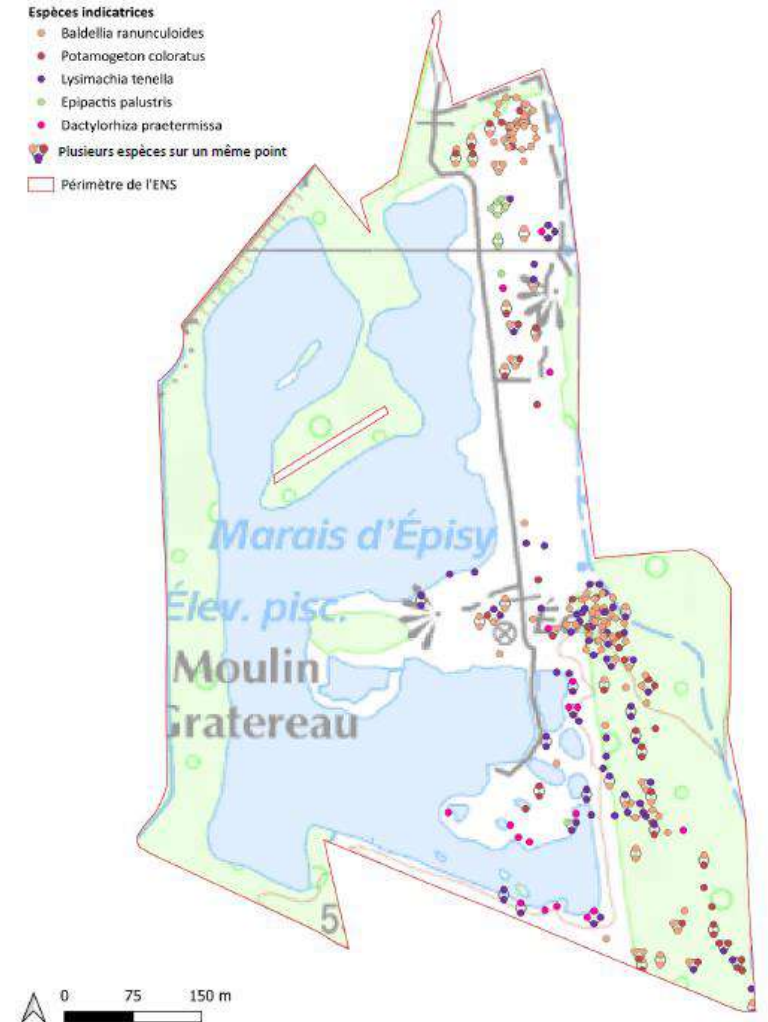 Espèces indicatrices
Baldellia ranunculoides
Potamogeton coloratus
Lysimachia tenella
Epipactis palustris
Dactylorhiza praetermissa
Plusieurs espèces sur un même point
Périmètre de l'ENS
Marais d'Épisy
Élev. pisc.
É
Moulin
Gratereau
5
0 75 150 m